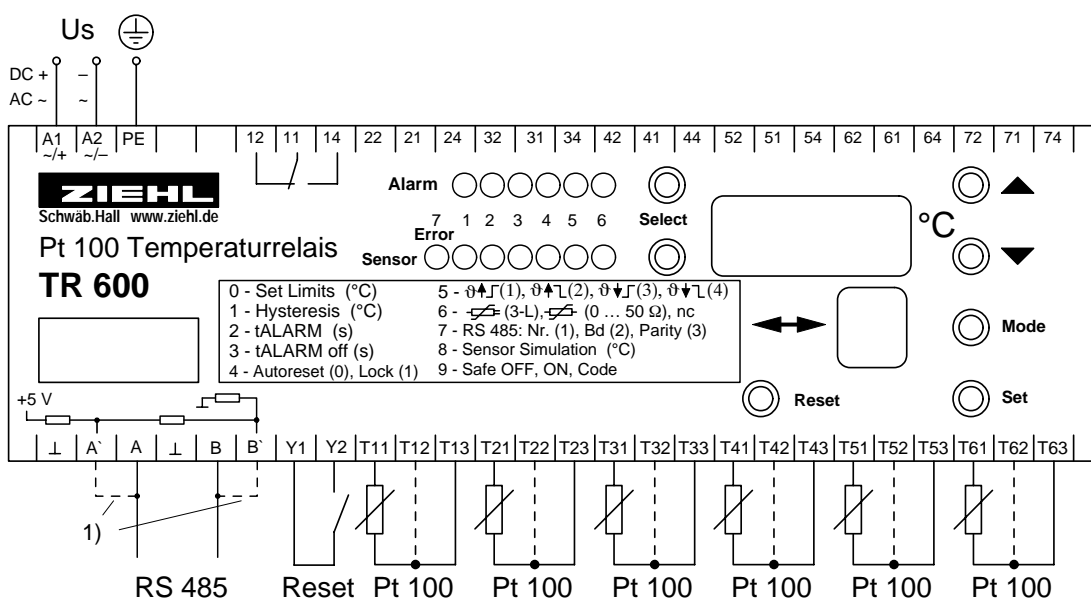 Us
DC + –
AC ~ ~
A1 A2 PE 12 11 14 22 21 24 32 31 34 42 41 44 52 51 54 62 61 64 72 71 74
~/+ ~/–
ZIEHL
Schwäb.Hall www.ziehl.de
Pt 100 Temperaturrelais
TR 600
Alarm
7 1 2 3 4 5 6
Error
Sensor
Select
°C
0 - Set Limits (°C)
1 - Hysteresis (°C)
2 - tALARM (s)
3 - tALARM off (s)
4 - Autoreset (0), Lock (1)
5 - ϑ (1), ϑ (2), ϑ (3), ϑ (4)
6 - (3-L), (0 … 50 Ω), nc
7 - RS 485: Nr. (1), Bd (2), Parity (3)
8 - Sensor Simulation (°C)
9 - Safe OFF, ON, Code
Mode
Reset
Set
+5 V
⊥ A` A ⊥ B B` Y1 Y2 T11 T12 T13 T21 T22 T23 T31 T32 T33 T41 T42 T43 T51 T52 T53 T61 T62 T63
1)
RS 485 Reset Pt 100 Pt 100 Pt 100 Pt 100 Pt 100 Pt 100